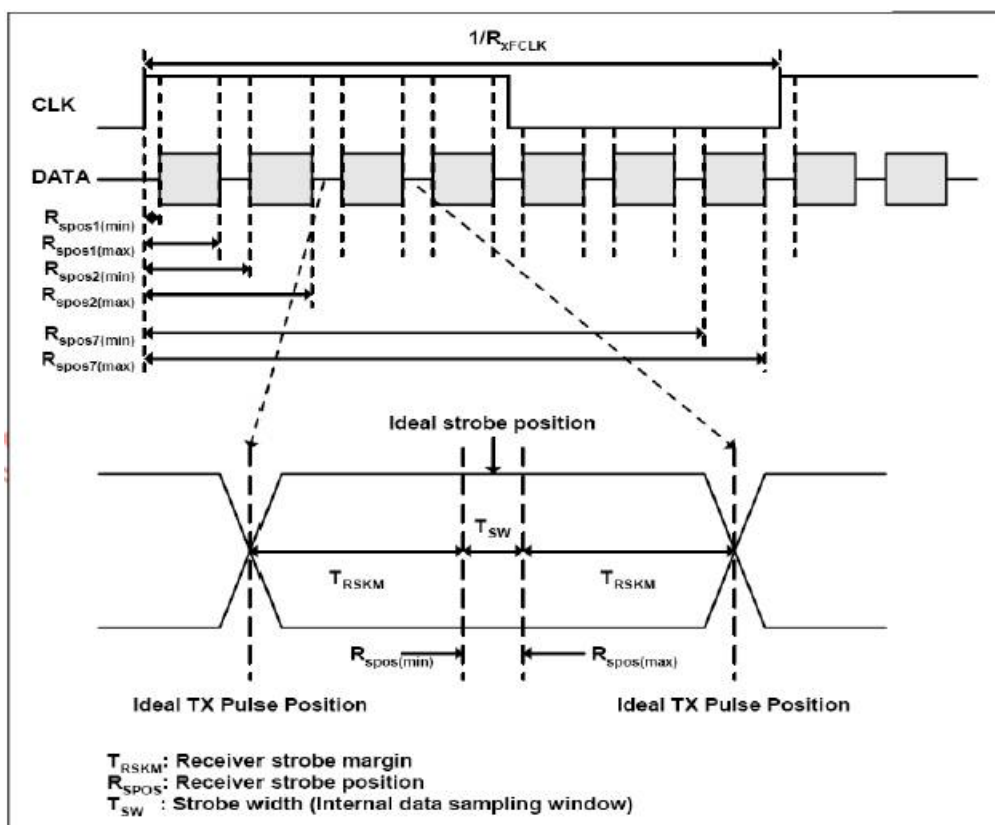 1/RxFCLK
CLK
DATA
Rspos1(min)
Rspos1(max)
Rspos2(min)
Rspos2(max)
Rspos7(min)
Rspos7(max)
Ideal strobe position
TSW
TRSKM TRSKM
Rspos(min) Rspos(max)
Ideal TX Pulse Position Ideal TX Pulse Position
TRSKM: Receiver strobe margin
RSPOS: Receiver strobe position
TSW : Strobe width (Internal data sampling window)